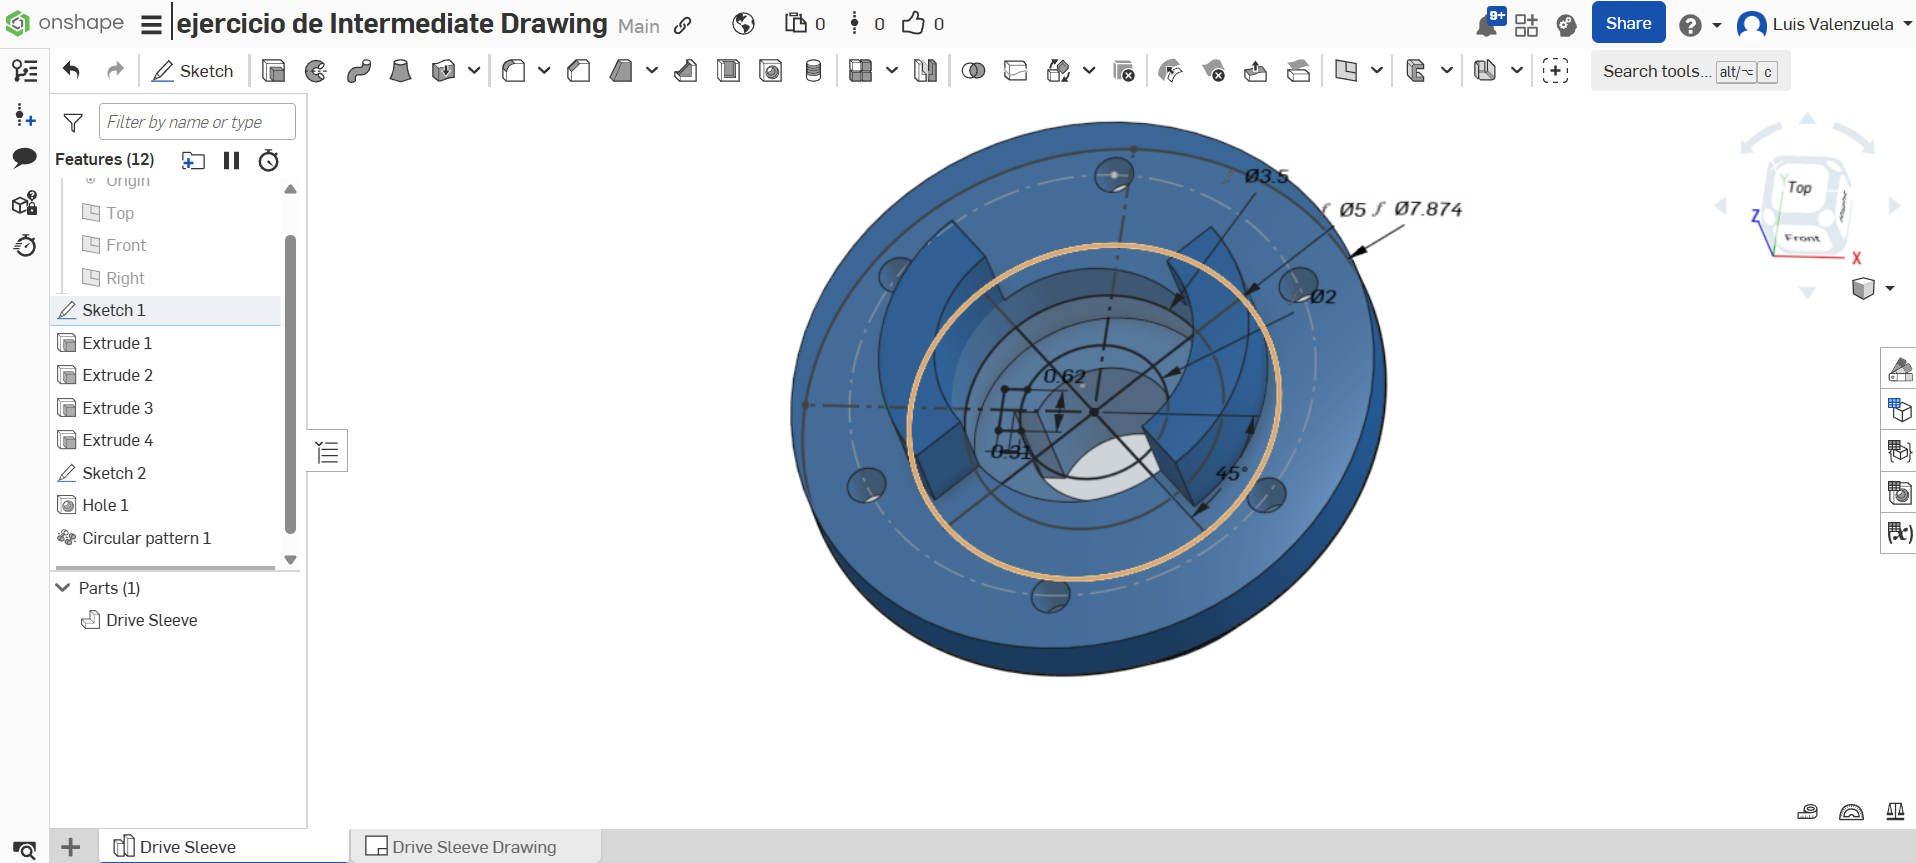 onshape
ejercicio de Intermediate Drawing
Main
0
0
0
9+
Share
Luis Valenzuela
Sketch
Search tools...
alt/⌥
c
Filter by name or type
Features (12)
Origin
Top
Front
Right
Sketch 1
Extrude 1
Extrude 2
Extrude 3
Extrude 4
Sketch 2
Hole 1
Circular pattern 1
Parts (1)
Drive Sleeve
Ø3.5
Ø5
Ø7.874
Ø2
0.62
0.31
45°
Top
Front
Y
Z
X
(x)
Drive Sleeve
Drive Sleeve Drawing